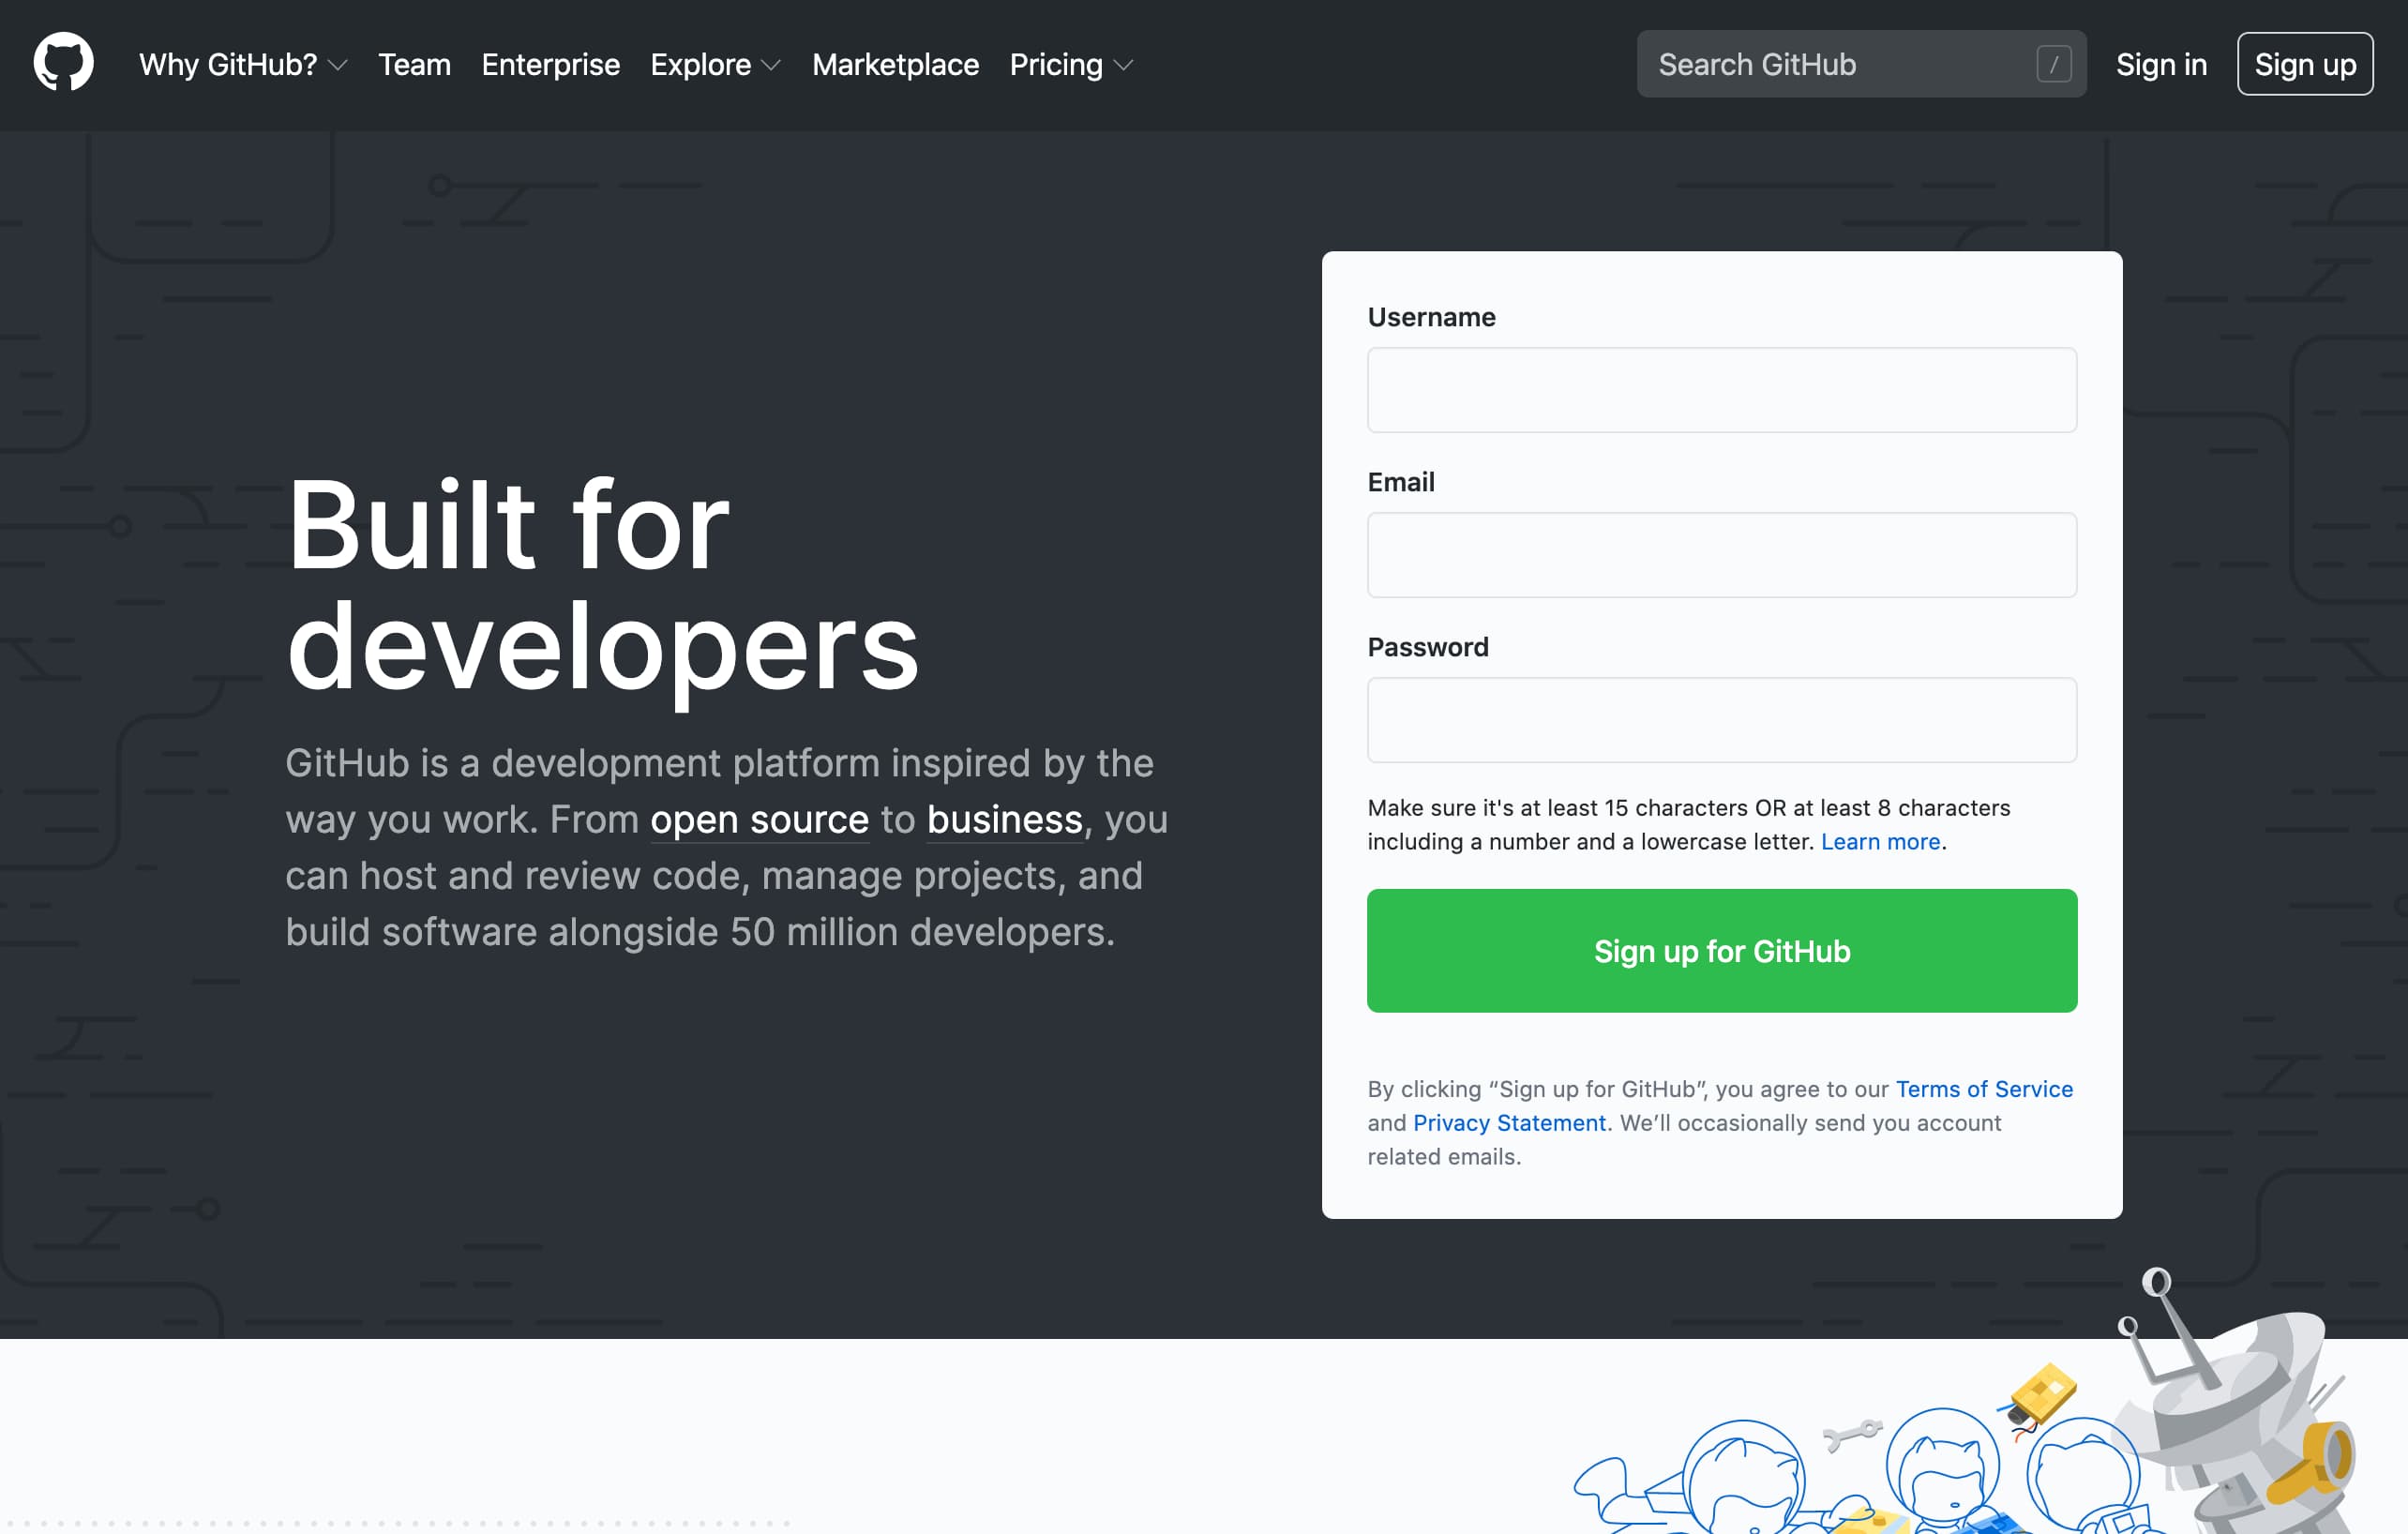 Why GitHub? Team Enterprise Explore Marketplace Pricing Search GitHub / Sign in Sign up
Built for
developers
GitHub is a development platform inspired by the
way you work. From open source to business, you
can host and review code, manage projects, and
build software alongside 50 million developers.
Username
Email
Password
Make sure it's at least 15 characters OR at least 8 characters
including a number and a lowercase letter. Learn more.
Sign up for GitHub
By clicking “Sign up for GitHub”, you agree to our Terms of Service
and Privacy Statement. We’ll occasionally send you account
related emails.